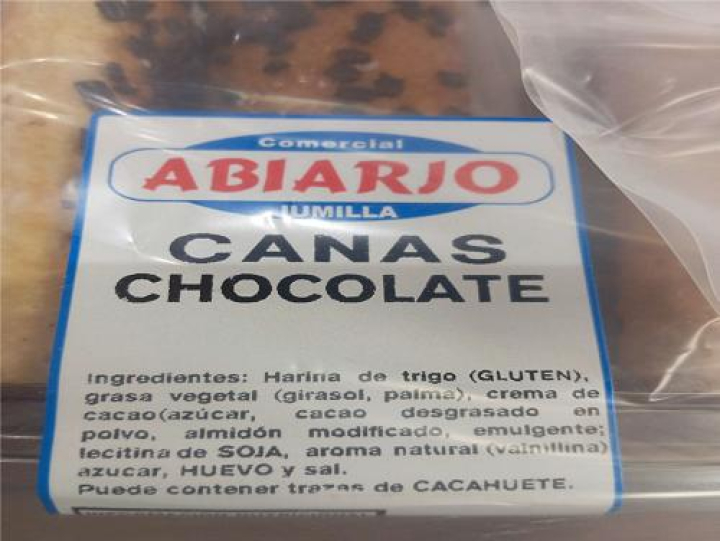 Comercial
ABIARJO
JUMILLA
CANAS
CHOCOLATE
Ingredientes: Harina de trigo (GLUTEN),
grasa vegetal (girasol, palma), crema de
cacao(azúcar, cacao desgrasado en
polvo, almidón modificado, emulgente;
lecitina de SOJA, aroma natural (vainillina)
azucar, HUEVO y sal.
Puede contener trazas de CACAHUETE.